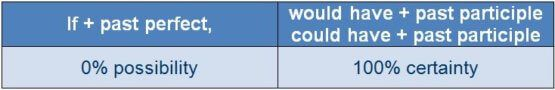 If + past perfect,
would have + past participle
could have + past participle
0% possibility
100% certainty